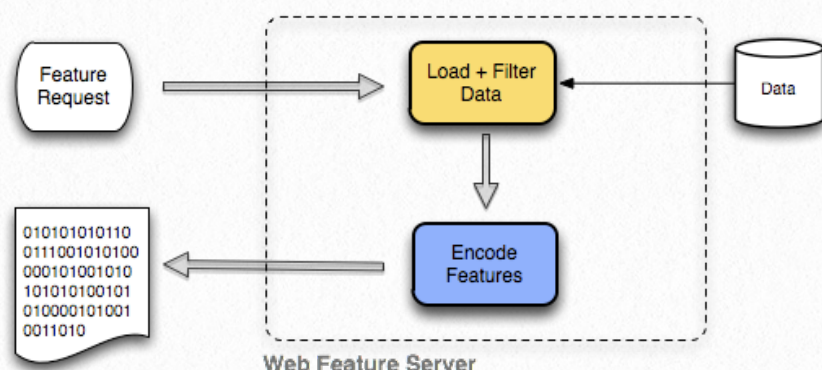 Feature
Request
Load + Filter
Data
Data
010101010110
0111001010100
000101001010
101010100101
010000101001
0011010
Encode
Features
Web Feature Server